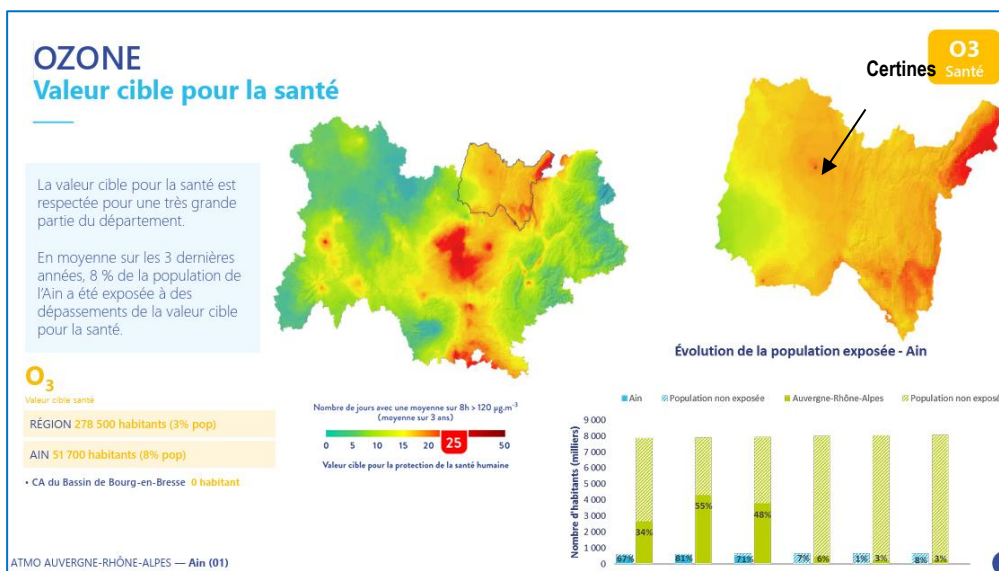 OZONE
Valeur cible pour la santé
O3
Santé
Certines
La valeur cible pour la santé est
respectée pour une très grande
partie du département.
En moyenne sur les 3 dernières
années, 8 % de la population de
l'Ain a été exposée à des
dépassements de la valeur cible
pour la santé.
O3
Valeur cible santé
RÉGION 278 500 habitants (3% pop)
AIN 51 700 habitants (8% pop)
• CA du Bassin de Bourg-en-Bresse 0 habitant
Nombre de jours avec une moyenne sur 8h > 120 µg.m-3
(moyenne sur 3 ans)
0 5 10 15 20 25 50
Valeur cible pour la protection de la santé humaine
Évolution de la population exposée - Ain
Ain Population non exposée Auvergne-Rhône-Alpes Population non exposé
Nombre d'habitants (milliers)
9 000
8 000
7 000
6 000
5 000
4 000
3 000
2 000
1 000
0
67% 34% 81% 55% 71% 48% 7% 6% 1% 3% 8% 3%
ATMO AUVERGNE-RHÔNE-ALPES — Ain (01)